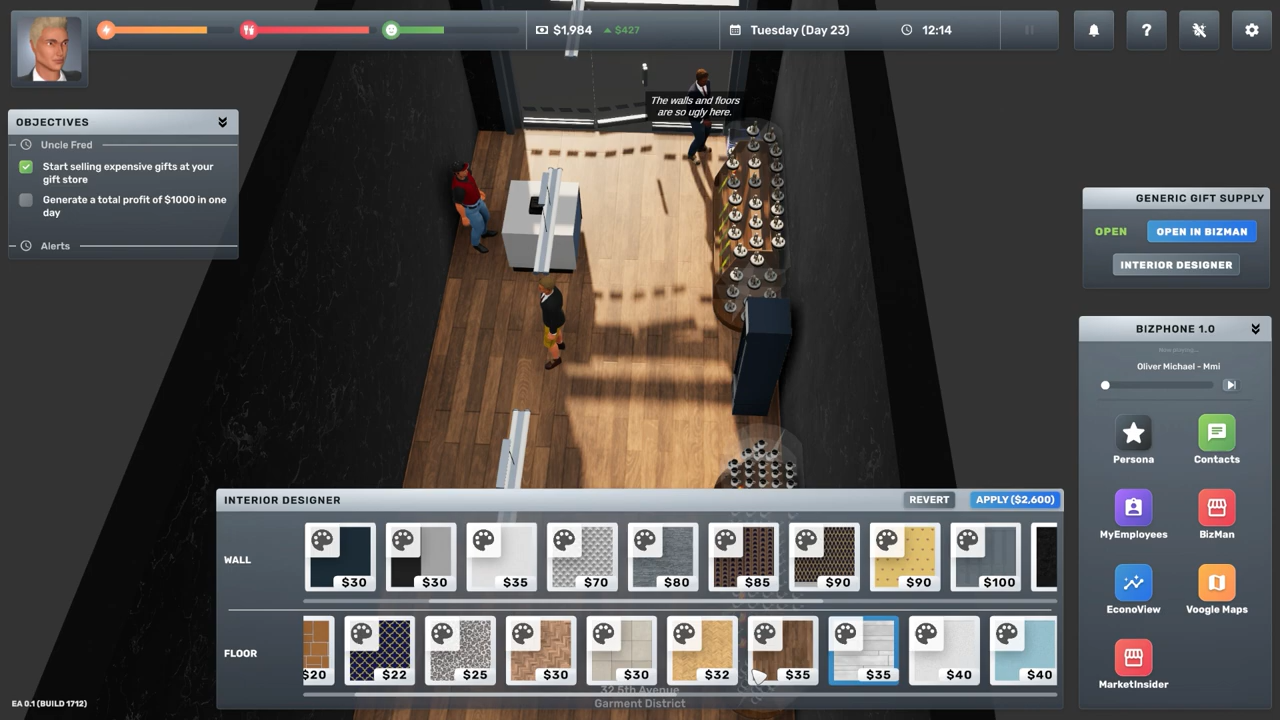 $1,984
$427
Tuesday (Day 23)
12:14
?
OBJECTIVES
Uncle Fred
Start selling expensive gifts at your
gift store
Generate a total profit of $1000 in one
day
Alerts
The walls and floors
are so ugly here.
GENERIC GIFT SUPPLY
OPEN
OPEN IN BIZMAN
INTERIOR DESIGNER
BIZPHONE 1.0
Now playing...
Oliver Michael - Mmi
Persona
Contacts
MyEmployees
BizMan
EconoView
Voogle Maps
MarketInsider
INTERIOR DESIGNER
REVERT
APPLY ($2,600)
WALL
$30
$30
$35
$70
$80
$85
$90
$90
$100
FLOOR
$20
$22
$25
$30
$30
$32
$35
$35
$40
$40
32 5th Avenue
Garment District
EA 0.1 (BUILD 1712)